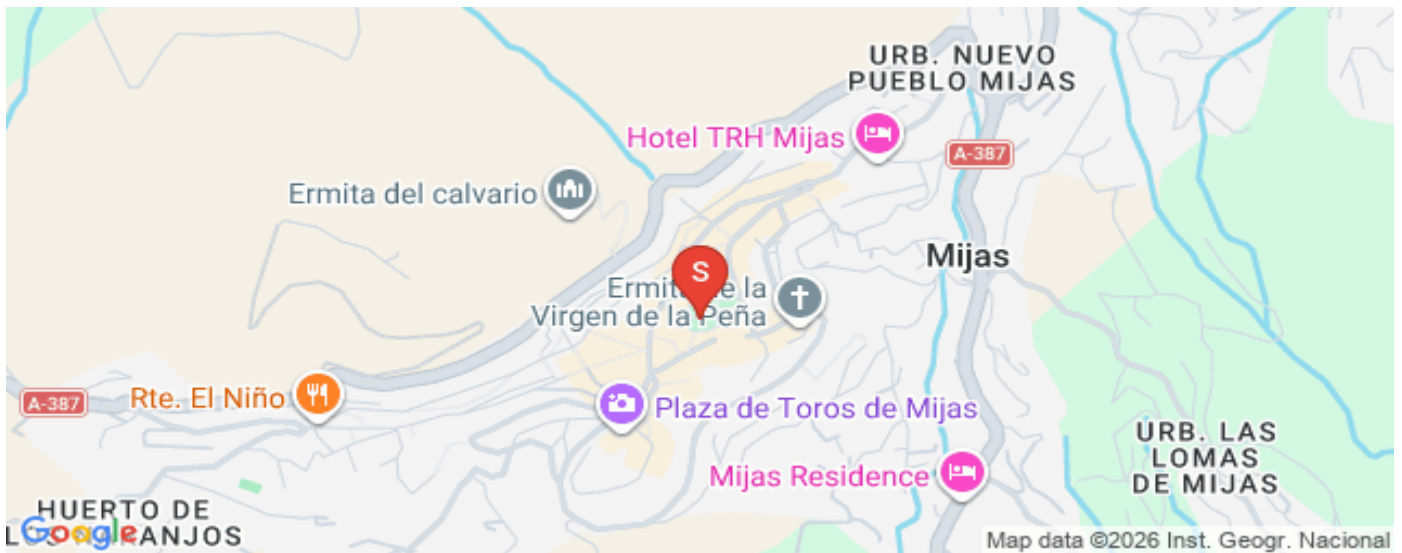 URB. NUEVO
PUEBLO MIJAS
Hotel TRH Mijas
A-387
Ermita del calvario
Mijas
S
Ermita de la
Virgen de la Peña
A-387
Rte. El Niño
Plaza de Toros de Mijas
URB. LAS
LOMAS
DE MIJAS
Mijas Residence
HUERTO DE
Google
Map data ©2026 Inst. Geogr. Nacional